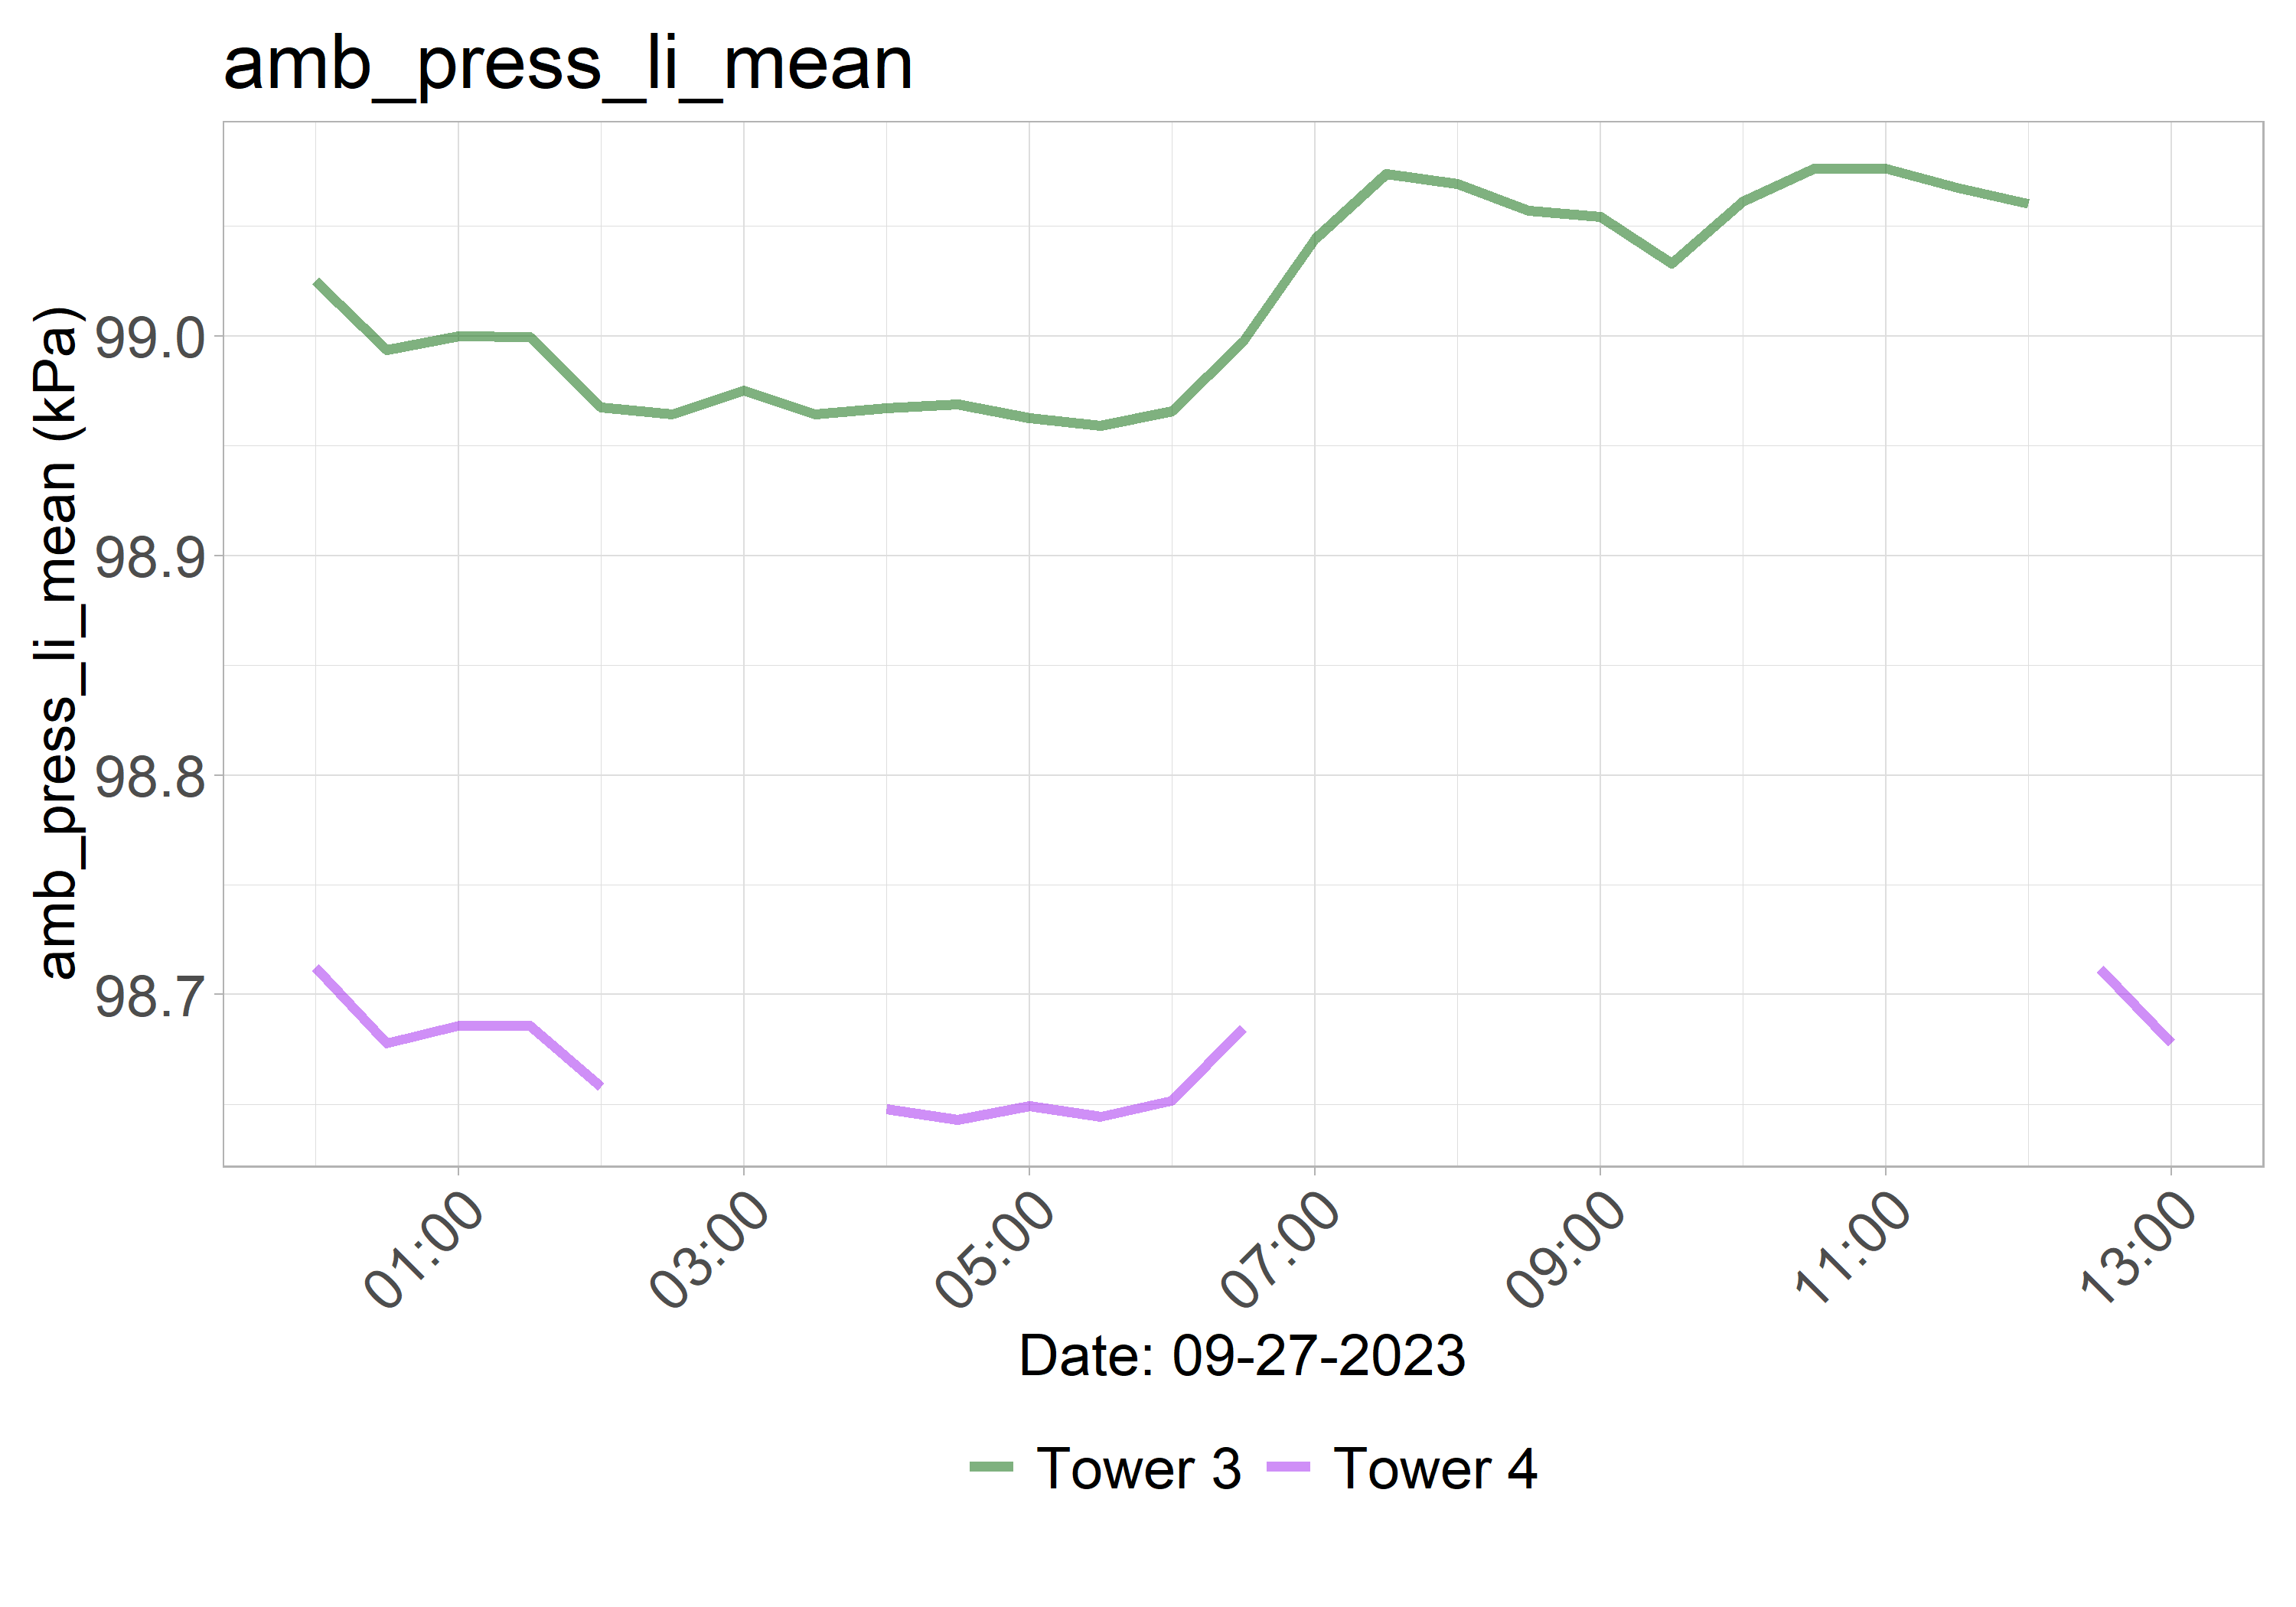 amb_press_li_mean
amb_press_li_mean (kPa)
99.0
98.9
98.8
98.7
01:00
03:00
05:00
07:00
09:00
11:00
13:00
Date: 09-27-2023
Tower 3
Tower 4